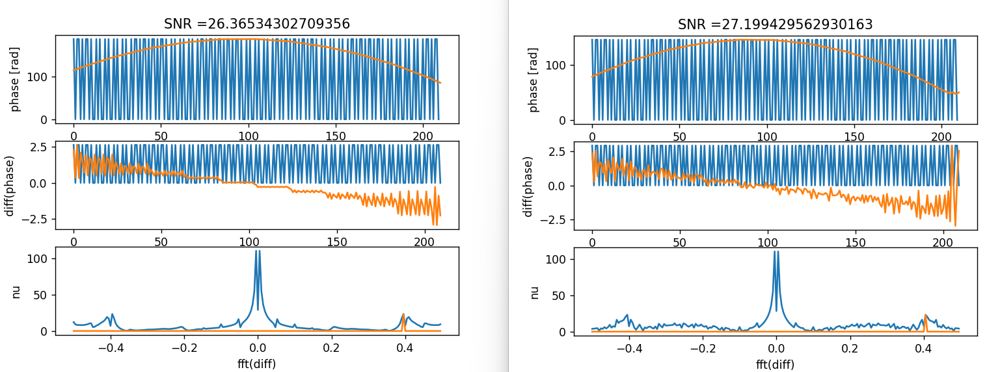 SNR =26.36534302709356
phase [rad]
100
0
0 50 100 150 200
diff(phase)
2.5
0.0
−2.5
0 50 100 150 200
nu
100
50
0
−0.4 −0.2 0.0 0.2 0.4
fft(diff)
SNR =27.199429562930163
phase [rad]
100
0
0 50 100 150 200
diff(phase)
2.5
0.0
−2.5
0 50 100 150 200
nu
100
50
0
−0.4 −0.2 0.0 0.2 0.4
fft(diff)